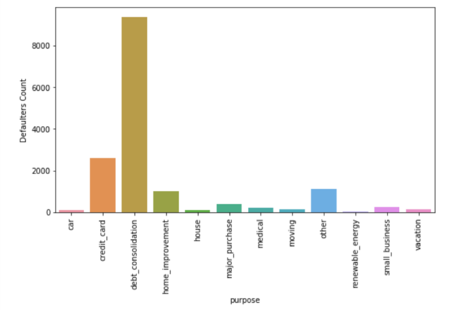 8000
6000
4000
2000
0
Defaulters Count
car
credit_card
debt_consolidation
home_improvement
house
major_purchase
medical
moving
other
renewable_energy
small_business
vacation
purpose